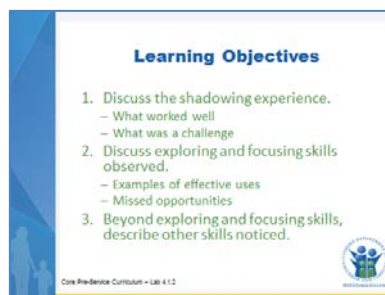 Learning Objectives
1. Discuss the shadowing experience.
– What worked well
– What was a challenge
2. Discuss exploring and focusing skills
observed.
– Examples of effective uses
– Missed opportunities
3. Beyond exploring and focusing skills,
describe other skills noticed.
Core Pre-Service Curriculum – Lab 4.1.2